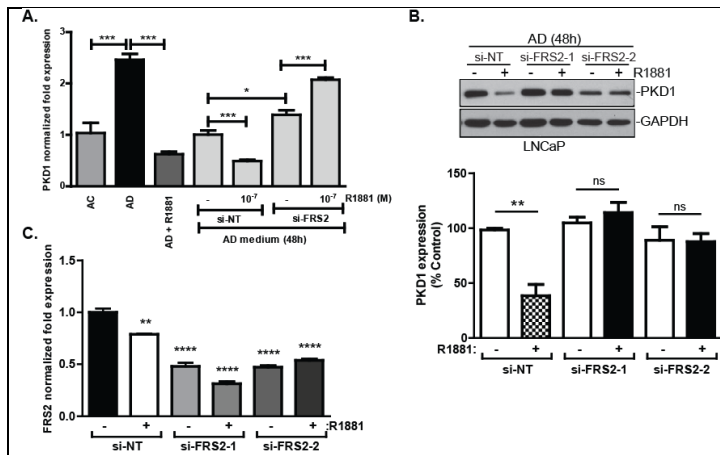 A.
***
***
***
*
***
PKD1 normalized fold expression
3
2
1
0
AC
AD
AD + R1881
-
10-7
-
10-7
R1881 (M)
si-NT
si-FRS2
AD medium (48h)
B.
AD (48h)
si-NT
si-FRS2-1
si-FRS2-2
R1881
- + - + - +
-PKD1
-GAPDH
LNCaP
PKD1 expression
(% Control)
150
100
50
0
**
ns
ns
R1881: - + - + - +
si-NT
si-FRS2-1
si-FRS2-2
C.
FRS2 normalized fold expression
1.5
1.0
0.5
0.0
**
****
****
****
****
- + - + - + :R1881
si-NT
si-FRS2-1
si-FRS2-2